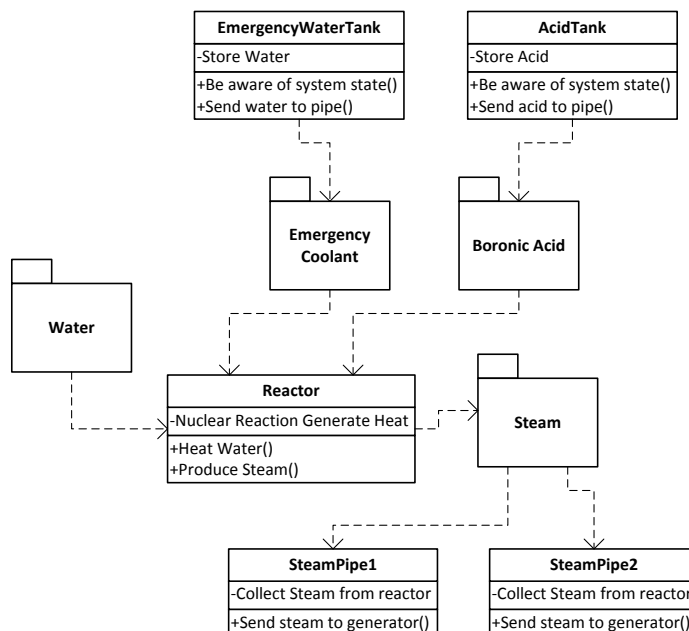 EmergencyWaterTank
-Store Water
+Be aware of system state()
+Send water to pipe()
AcidTank
-Store Acid
+Be aware of system state()
+Send acid to pipe()
Emergency
Coolant
Boronic Acid
Water
Reactor
-Nuclear Reaction Generate Heat
+Heat Water()
+Produce Steam()
Steam
SteamPipe1
-Collect Steam from reactor
+Send steam to generator()
SteamPipe2
-Collect Steam from reactor
+Send steam to generator()